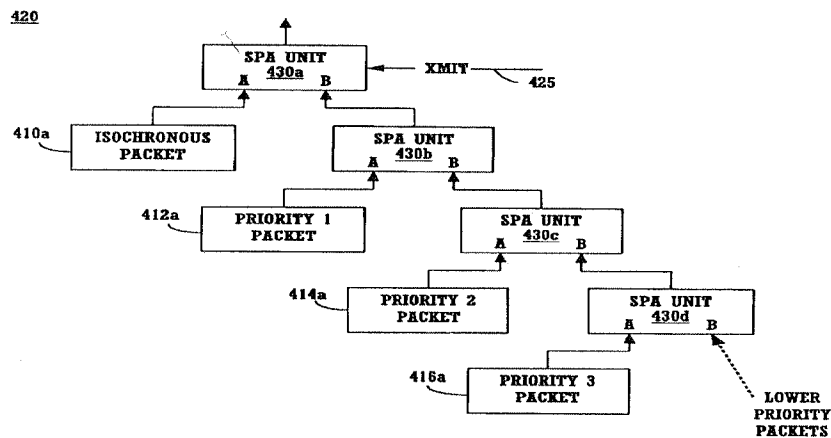 420
SPA UNIT
430a
A B
XMIT
425
410a
ISOCHRONOUS
PACKET
SPA UNIT
430b
A B
412a
PRIORITY 1
PACKET
SPA UNIT
430c
A B
414a
PRIORITY 2
PACKET
SPA UNIT
430d
A B
416a
PRIORITY 3
PACKET
LOWER
PRIORITY
PACKETS